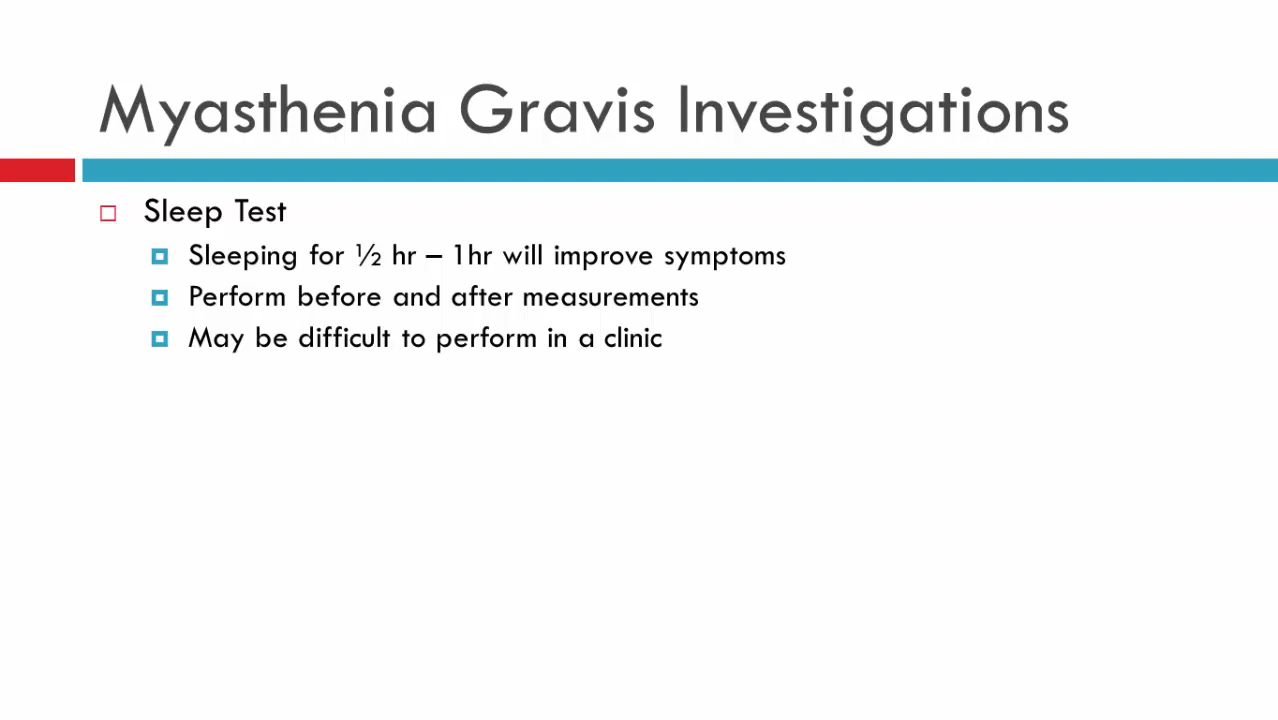 Myasthenia Gravis Investigations
Sleep Test
Sleeping for ½ hr – 1hr will improve symptoms
Perform before and after measurements
May be difficult to perform in a clinic